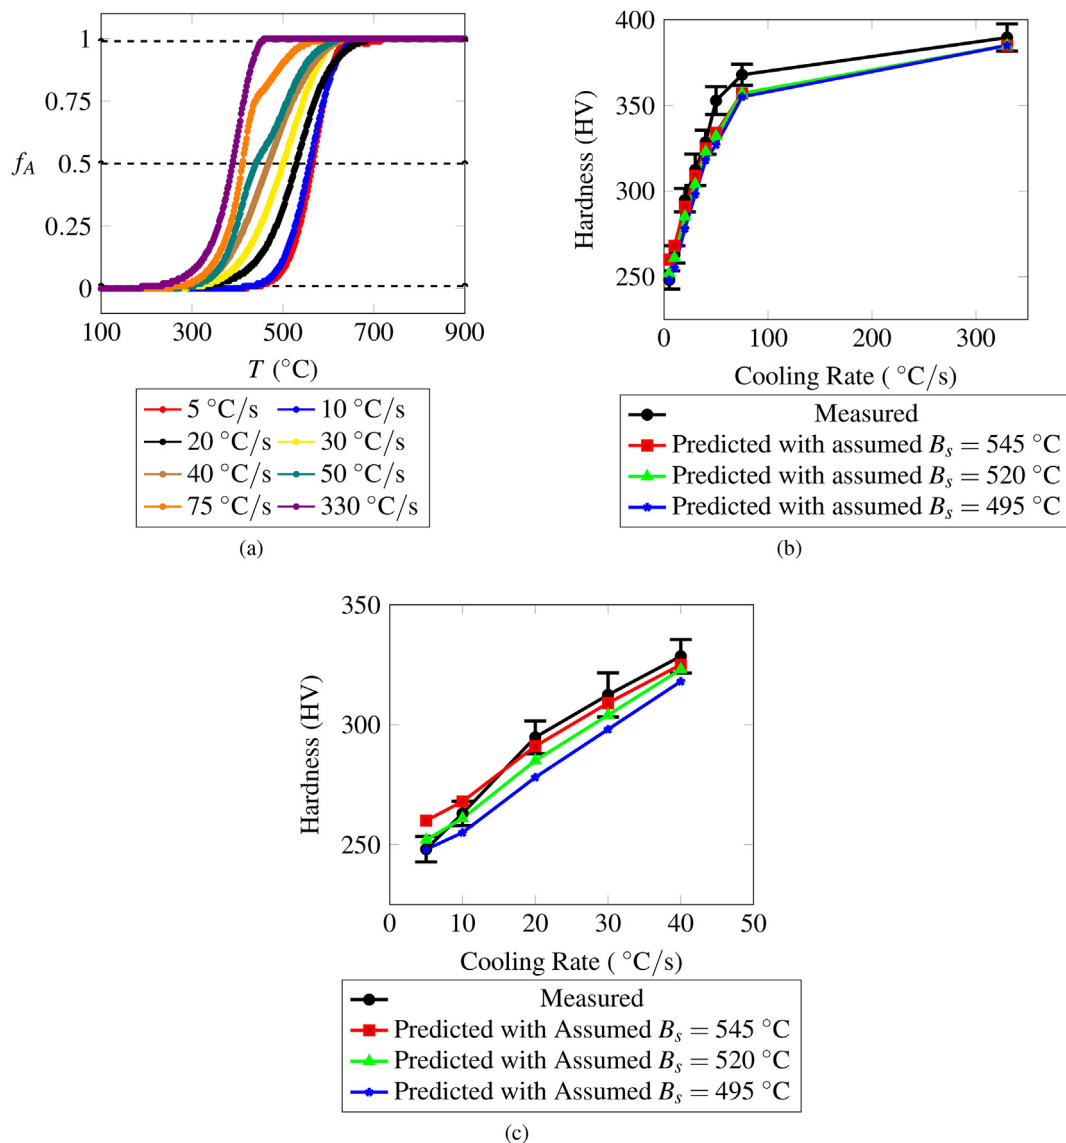 1
0.75
f_A 0.5
0.25
0
100 300 500 700 900
T (°C)
5 °C/s 10 °C/s
20 °C/s 30 °C/s
40 °C/s 50 °C/s
75 °C/s 330 °C/s
(a)
400
350
300
250
Hardness (HV)
0 100 200 300
Cooling Rate ( °C/s)
Measured
Predicted with assumed B_s = 545 °C
Predicted with assumed B_s = 520 °C
Predicted with assumed B_s = 495 °C
(b)
350
300
250
Hardness (HV)
0 10 20 30 40 50
Cooling Rate ( °C/s)
Measured
Predicted with Assumed B_s = 545 °C
Predicted with Assumed B_s = 520 °C
Predicted with Assumed B_s = 495 °C
(c)